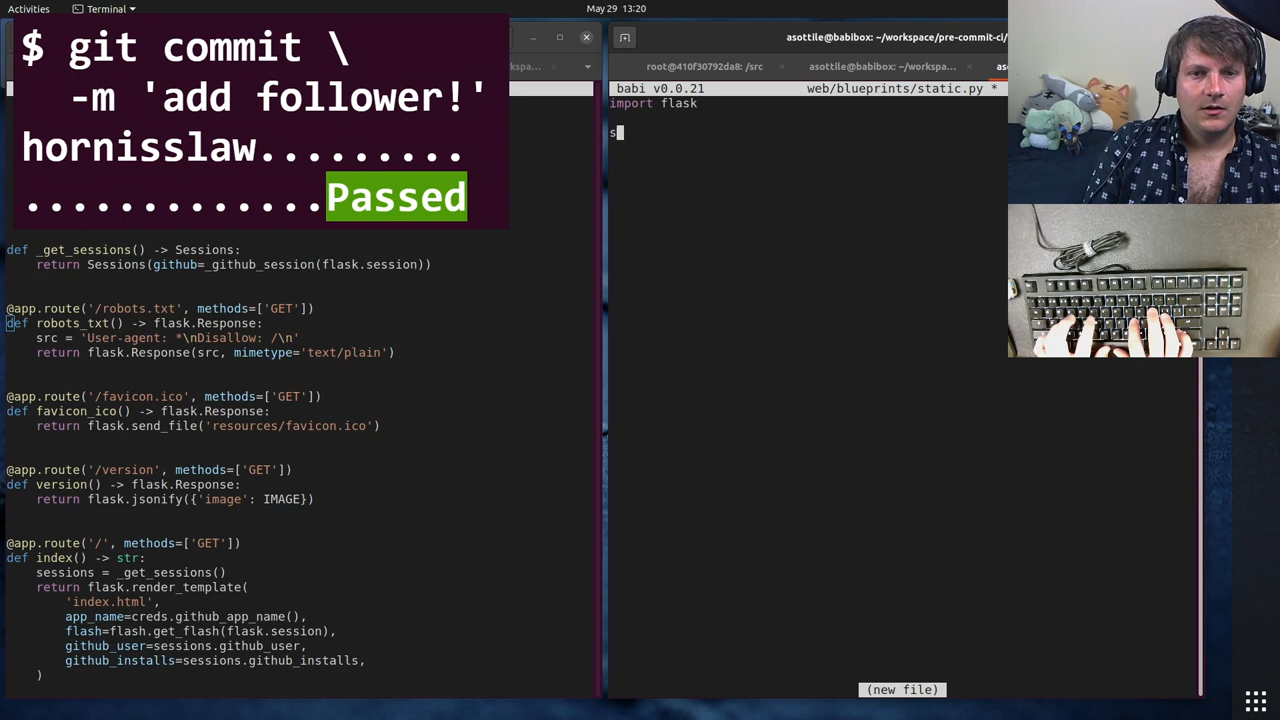 Activities
Terminal
May 29 13:20
$ git commit \
-m 'add follower!'
hornisslaw.........
.............Passed
kspa…
def _get_sessions() -> Sessions:
return Sessions(github=_github_session(flask.session))
@app.route('/robots.txt', methods=['GET'])
def robots_txt() -> flask.Response:
src = 'User-agent: *\nDisallow: /\n'
return flask.Response(src, mimetype='text/plain')
@app.route('/favicon.ico', methods=['GET'])
def favicon_ico() -> flask.Response:
return flask.send_file('resources/favicon.ico')
@app.route('/version', methods=['GET'])
def version() -> flask.Response:
return flask.jsonify({'image': IMAGE})
@app.route('/', methods=['GET'])
def index() -> str:
sessions = _get_sessions()
return flask.render_template(
'index.html',
app_name=creds.github_app_name(),
flash=flash.get_flash(flask.session),
github_user=sessions.github_user,
github_installs=sessions.github_installs,
)
asottile@babibox: ~/workspace/pre-commit-ci/
root@410f30792da8: /src
asottile@babibox: ~/workspa…
as
babi v0.0.21
web/blueprints/static.py *
import flask
s
(new file)